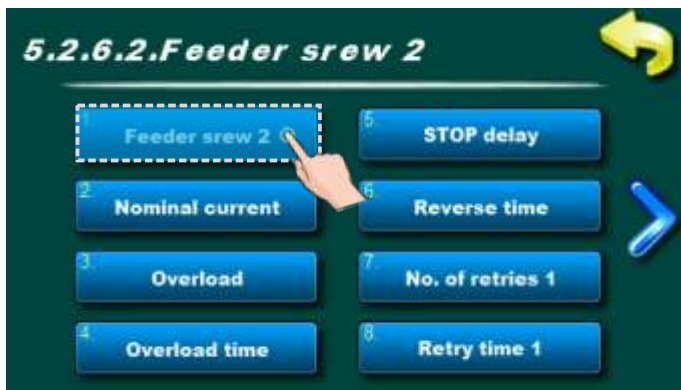 5.2.6.2.Feeder srew 2
1.
Feeder srew 2
5.
STOP delay
2.
Nominal current
6.
Reverse time
3.
Overload
7.
No. of retries 1
4.
Overload time
8.
Retry time 1